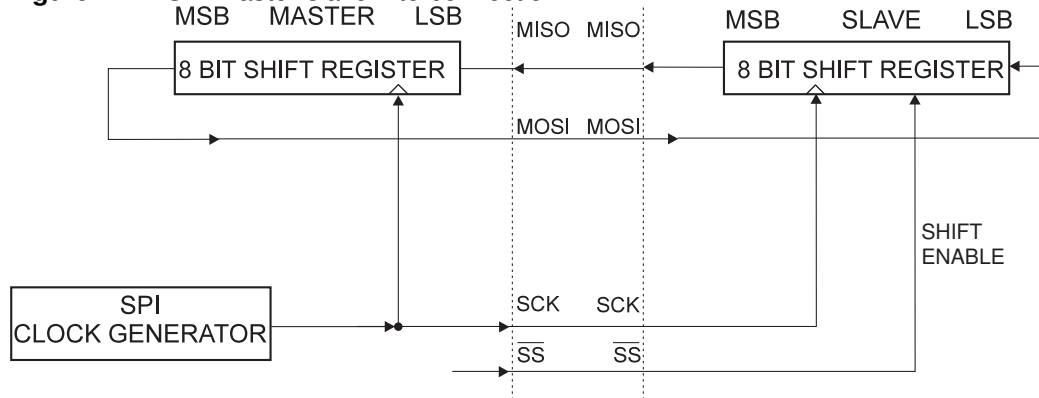 MSB MASTER LSB
MISO MISO
MSB SLAVE LSB
8 BIT SHIFT REGISTER
8 BIT SHIFT REGISTER
MOSI MOSI
SHIFT
ENABLE
SPI
CLOCK GENERATOR
SCK SCK
SS SS